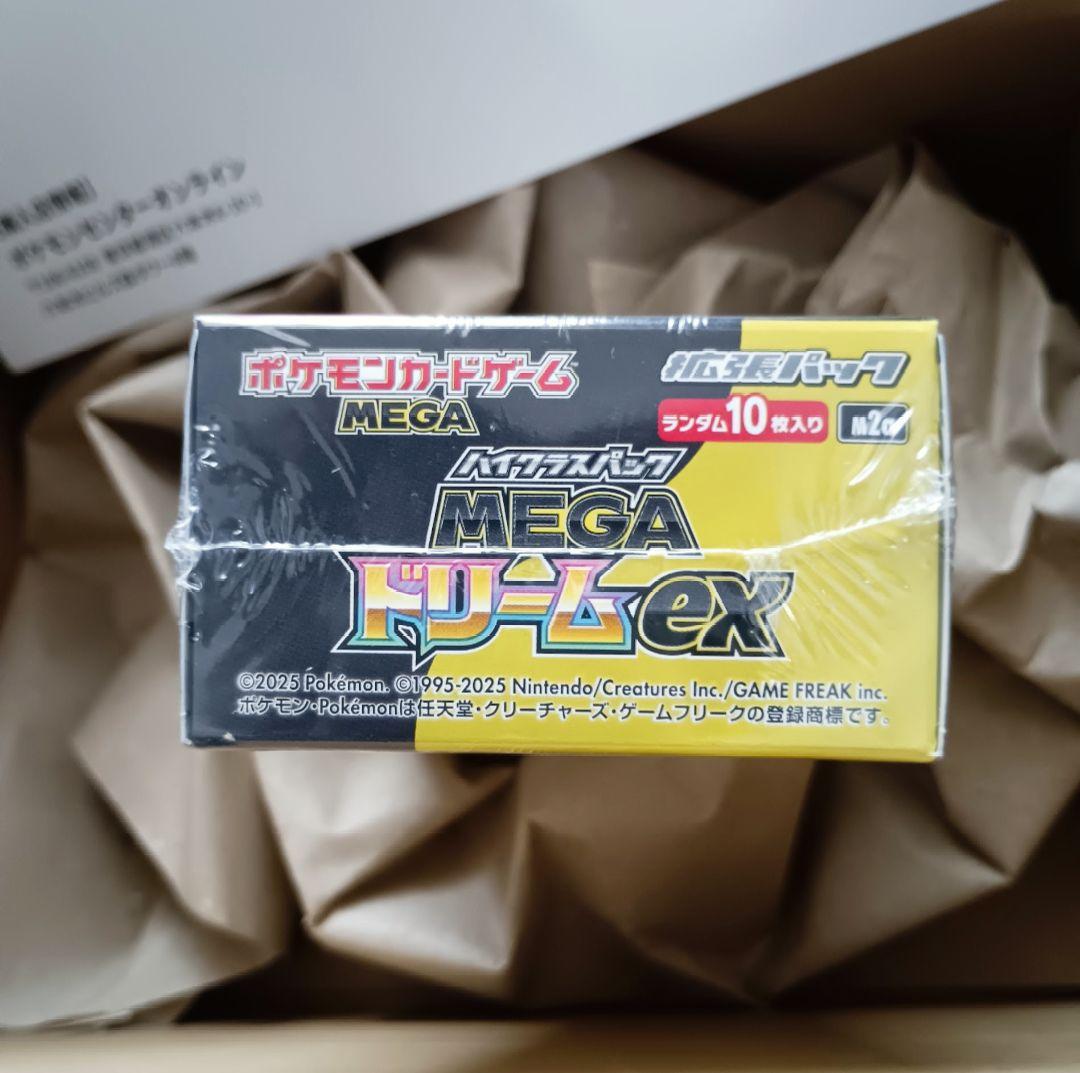 ポケモンセンターオンライン
ポケモンカードゲーム
MEGA
拡張パック
ランダム10枚入り
M2a
ハイクラスパック
MEGA
ドリームex
©2025 Pokémon. ©1995-2025 Nintendo/Creatures Inc./GAME FREAK inc.
ポケモン・Pokémonは任天堂・クリーチャーズ・ゲームフリークの登録商標です。